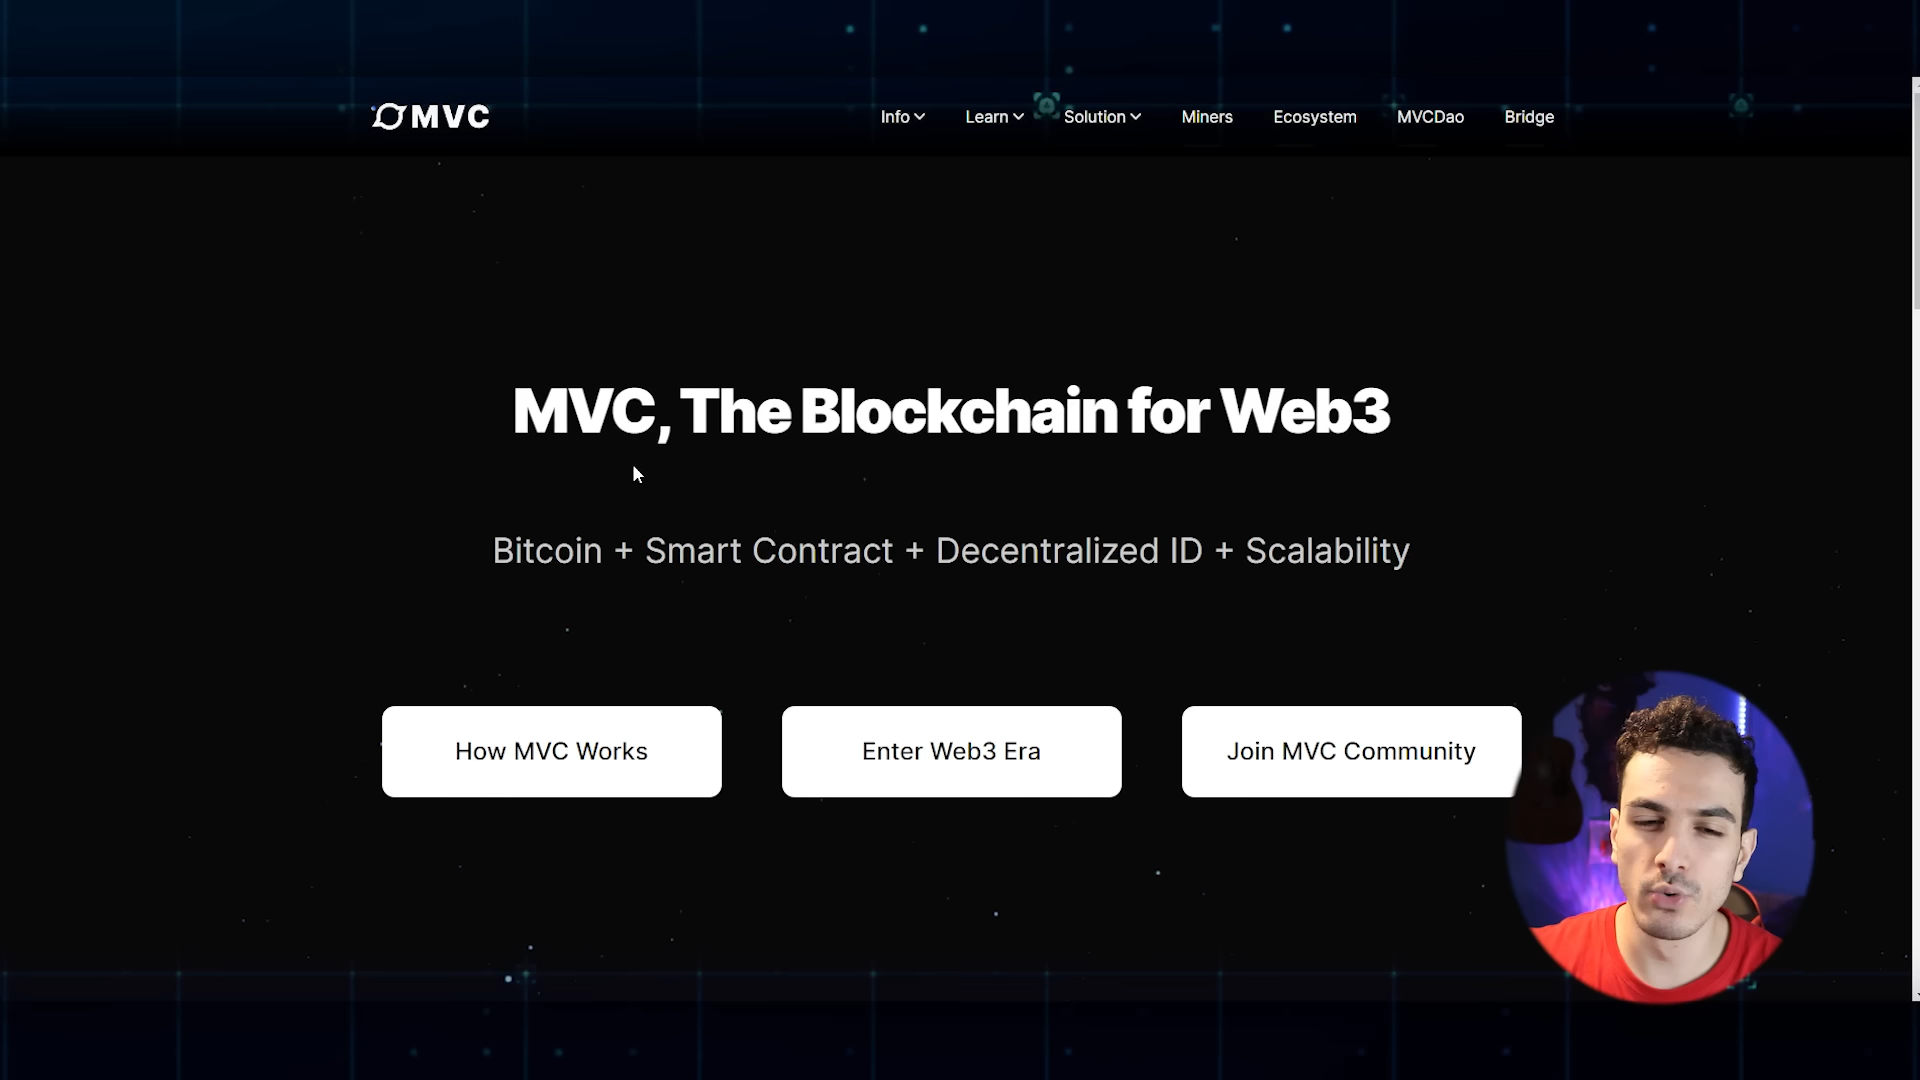 MVC
Info Learn Solution Miners Ecosystem MVCDao Bridge
MVC, The Blockchain for Web3
Bitcoin + Smart Contract + Decentralized ID + Scalability
How MVC Works
Enter Web3 Era
Join MVC Community